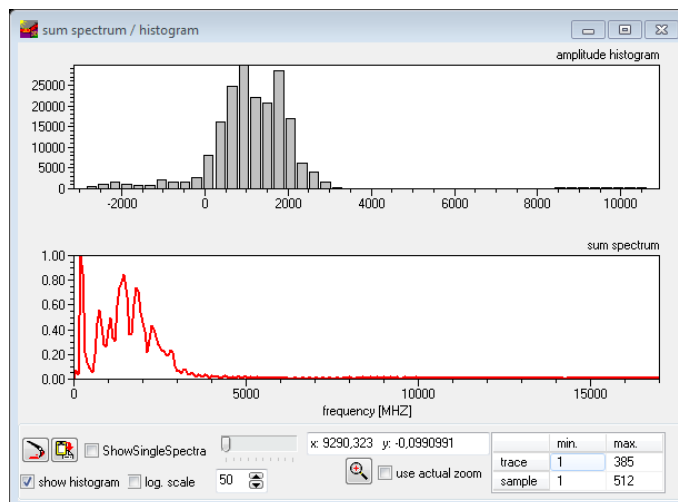 sum spectrum / histogram
amplitude histogram
25000
20000
15000
10000
5000
0
-2000 0 2000 4000 6000 8000 10000
sum spectrum
1.00
0.80
0.60
0.40
0.20
0.00
0 5000 10000 15000
frequency [MHZ]
ShowSingleSpectra
x: 9290,323 y: -0,0990991
min. max.
trace 1 385
sample 1 512
show histogram log. scale 50 use actual zoom